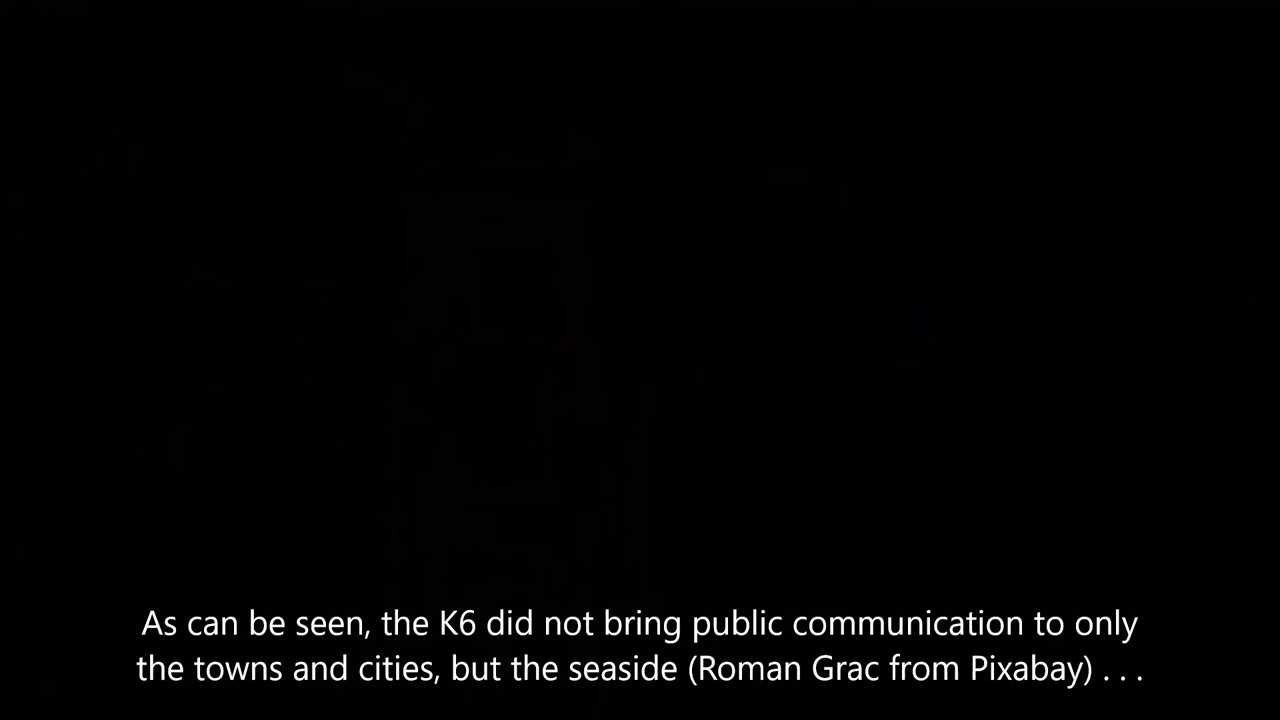 As can be seen, the K6 did not bring public communication to only
the towns and cities, but the seaside (Roman Grac from Pixabay) . . .